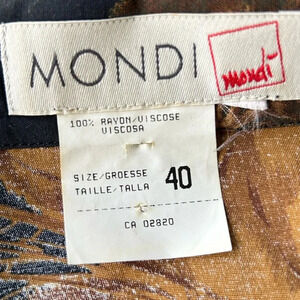 MONDI
mondi
100% RAYON/VISCOSE
VISCOSA
SIZE/GROESSE
TAILLE/TALLA 40
CA 02820